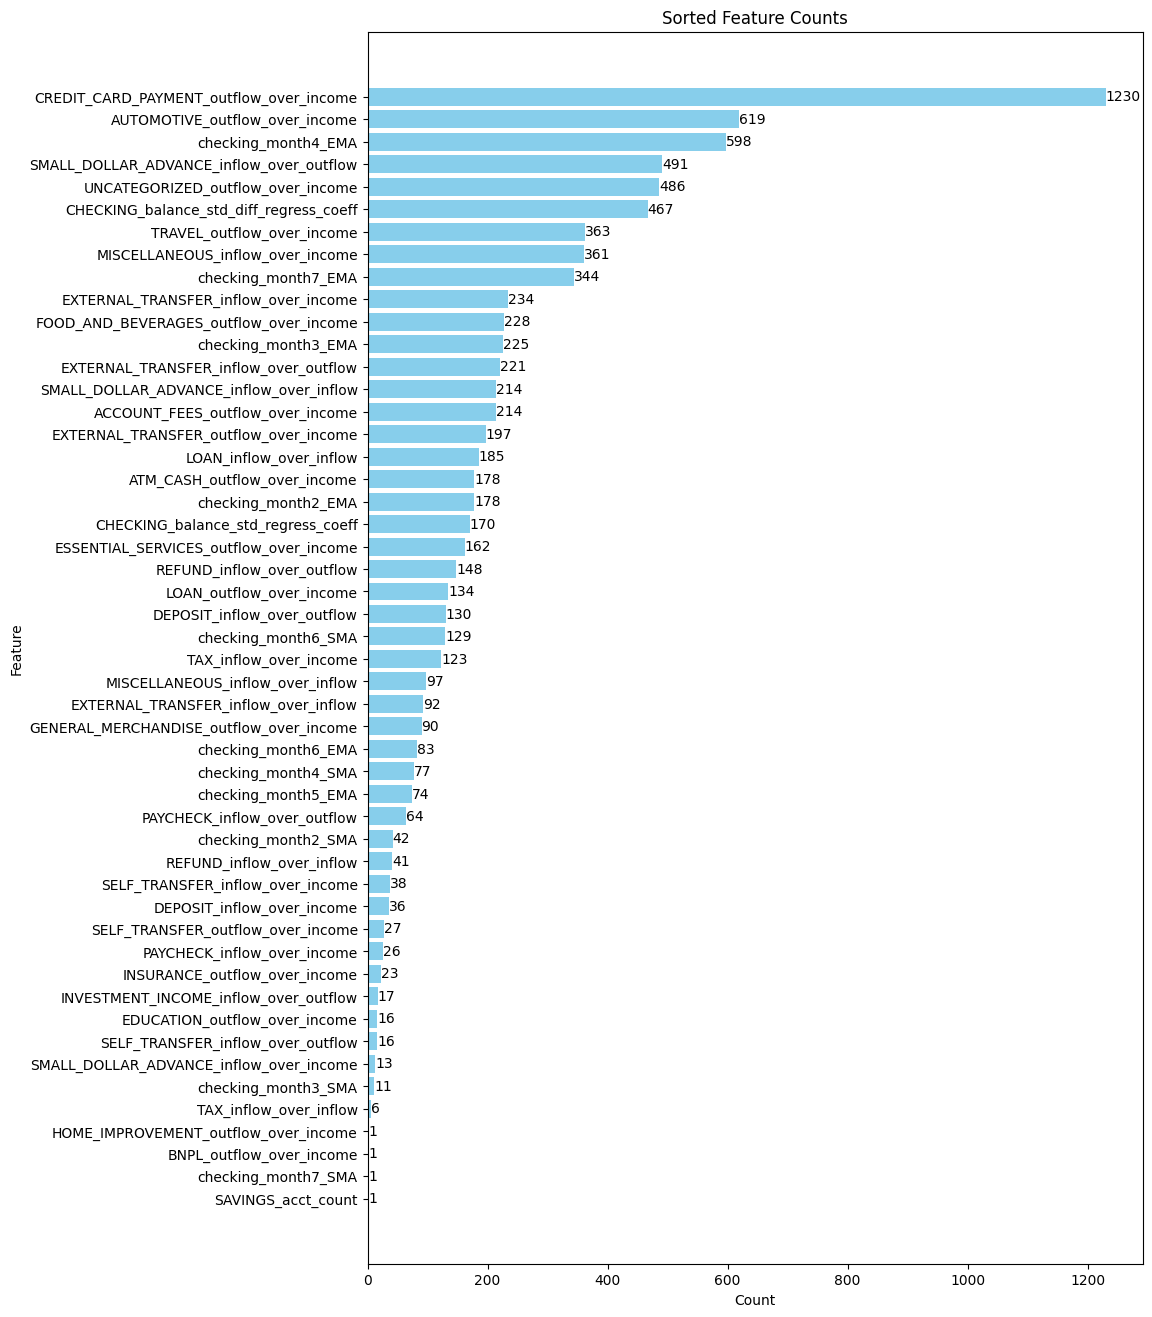 Sorted Feature Counts
CREDIT_CARD_PAYMENT_outflow_over_income 1230
AUTOMOTIVE_outflow_over_income 619
checking_month4_EMA 598
SMALL_DOLLAR_ADVANCE_inflow_over_outflow 491
UNCATEGORIZED_outflow_over_income 486
CHECKING_balance_std_diff_regress_coeff 467
TRAVEL_outflow_over_income 363
MISCELLANEOUS_inflow_over_income 361
checking_month7_EMA 344
EXTERNAL_TRANSFER_inflow_over_income 234
FOOD_AND_BEVERAGES_outflow_over_income 228
checking_month3_EMA 225
EXTERNAL_TRANSFER_inflow_over_outflow 221
SMALL_DOLLAR_ADVANCE_inflow_over_inflow 214
ACCOUNT_FEES_outflow_over_income 214
EXTERNAL_TRANSFER_outflow_over_income 197
LOAN_inflow_over_inflow 185
ATM_CASH_outflow_over_income 178
checking_month2_EMA 178
CHECKING_balance_std_regress_coeff 170
ESSENTIAL_SERVICES_outflow_over_income 162
REFUND_inflow_over_outflow 148
LOAN_outflow_over_income 134
DEPOSIT_inflow_over_outflow 130
checking_month6_SMA 129
TAX_inflow_over_income 123
MISCELLANEOUS_inflow_over_inflow 97
EXTERNAL_TRANSFER_inflow_over_inflow 92
GENERAL_MERCHANDISE_outflow_over_income 90
checking_month6_EMA 83
checking_month4_SMA 77
checking_month5_EMA 74
PAYCHECK_inflow_over_outflow 64
checking_month2_SMA 42
REFUND_inflow_over_inflow 41
SELF_TRANSFER_inflow_over_income 38
DEPOSIT_inflow_over_income 36
SELF_TRANSFER_outflow_over_income 27
PAYCHECK_inflow_over_income 26
INSURANCE_outflow_over_income 23
INVESTMENT_INCOME_inflow_over_outflow 17
EDUCATION_outflow_over_income 16
SELF_TRANSFER_inflow_over_outflow 16
SMALL_DOLLAR_ADVANCE_inflow_over_income 13
checking_month3_SMA 11
TAX_inflow_over_inflow 6
HOME_IMPROVEMENT_outflow_over_income 1
BNPL_outflow_over_income 1
checking_month7_SMA 1
SAVINGS_acct_count 1
Feature
0 200 400 600 800 1000 1200
Count